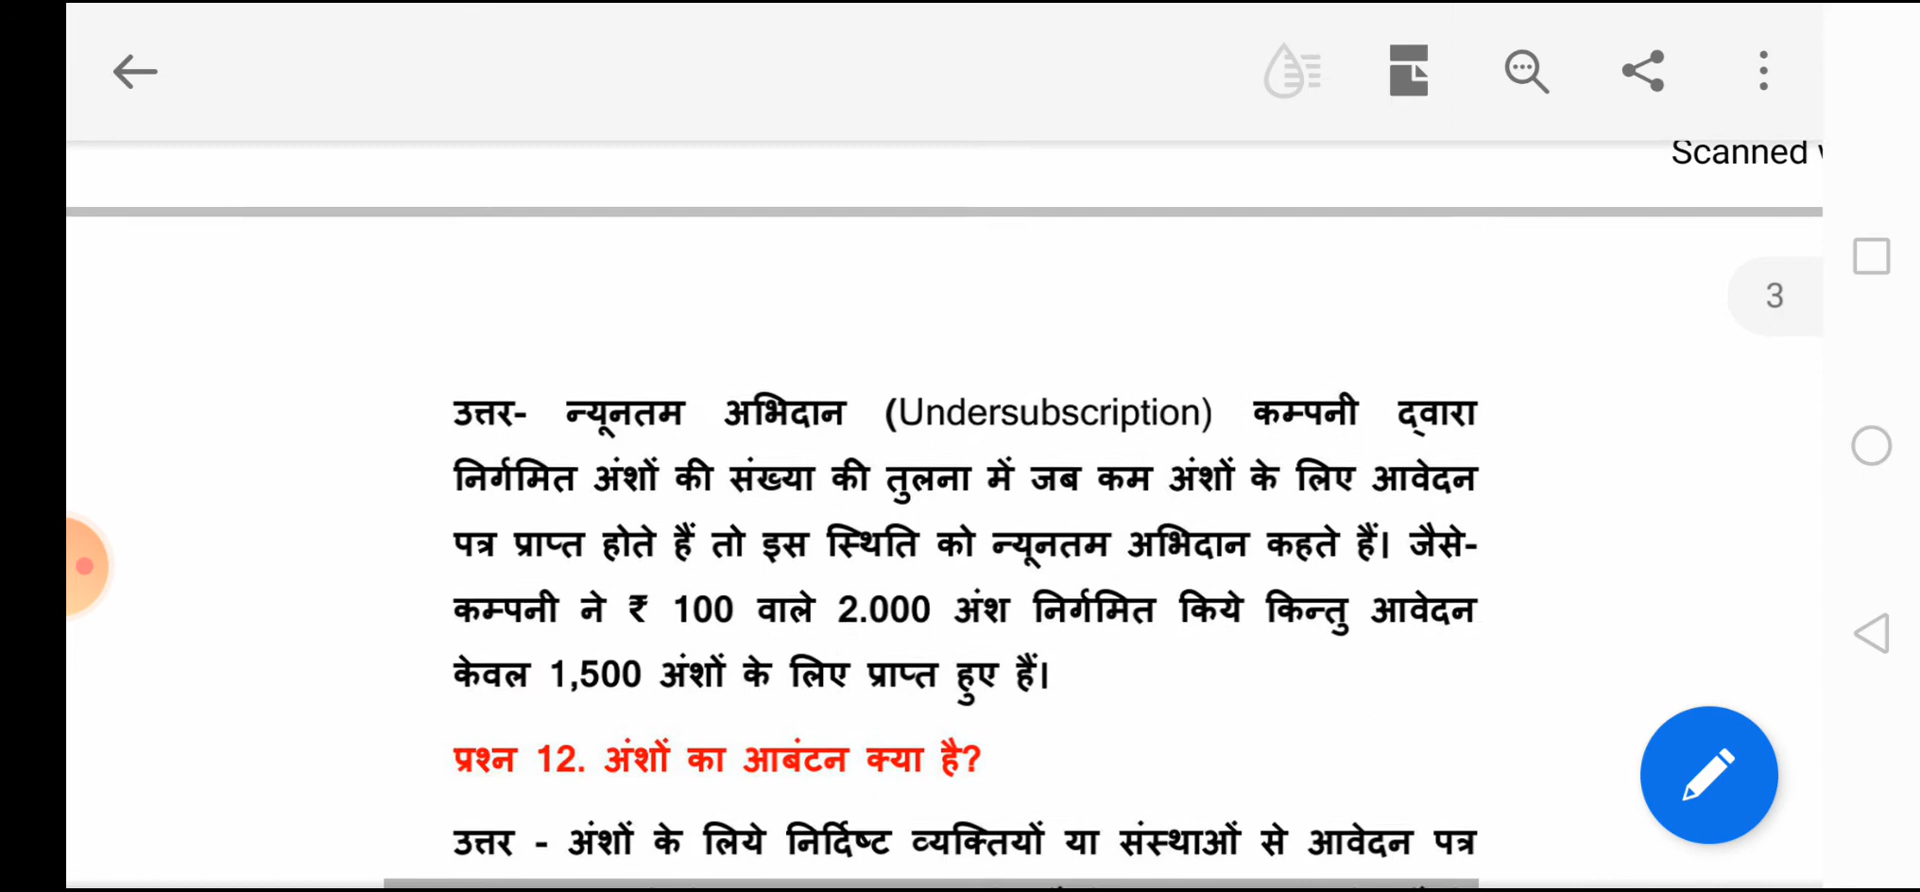 Scanned
3
उत्तर- न्यूनतम अभिदान (Undersubscription) कम्पनी द्वारा
निर्गमित अंशों की संख्या की तुलना में जब कम अंशों के लिए आवेदन
पत्र प्राप्त होते हैं तो इस स्थिति को न्यूनतम अभिदान कहते हैं। जैसे-
कम्पनी ने ₹ 100 वाले 2.000 अंश निर्गमित किये किन्तु आवेदन
केवल 1,500 अंशों के लिए प्राप्त हुए हैं।
प्रश्न 12. अंशों का आबंटन क्या है?
उत्तर - अंशों के लिये निर्दिष्ट व्यक्तियों या संस्थाओं से आवेदन पत्र